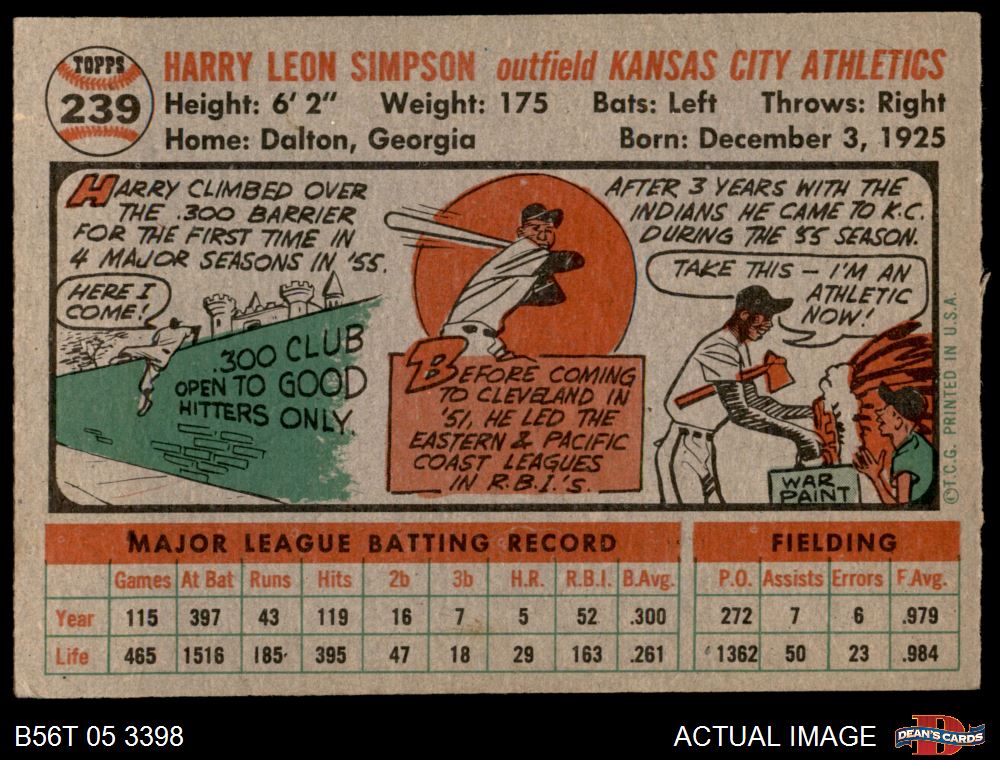 TOPPS
239
HARRY LEON SIMPSON outfield KANSAS CITY ATHLETICS
Height: 6' 2" Weight: 175 Bats: Left Throws: Right
Home: Dalton, Georgia Born: December 3, 1925
HARRY CLIMBED OVER
THE .300 BARRIER
FOR THE FIRST TIME IN
4 MAJOR SEASONS IN '55.
HERE I
COME!
.300 CLUB
OPEN TO GOOD
HITTERS ONLY.
BEFORE COMING
TO CLEVELAND IN
'51, HE LED THE
EASTERN & PACIFIC
COAST LEAGUES
IN R.B.I.'S.
AFTER 3 YEARS WITH THE
INDIANS HE CAME TO K.C.
DURING THE '55 SEASON.
TAKE THIS — I'M AN
ATHLETIC
NOW!
WAR
PAINT
©T.C.G. PRINTED IN U.S.A.
MAJOR LEAGUE BATTING RECORD FIELDING
Games At Bat Runs Hits 2b 3b H.R. R.B.I. B.Avg. P.O. Assists Errors F.Avg.
Year 115 397 43 119 16 7 5 52 .300 272 7 6 .979
Life 465 1516 185 395 47 18 29 163 .261 1362 50 23 .984
B56T 05 3398
ACTUAL IMAGE
D
DEAN'S CARDS